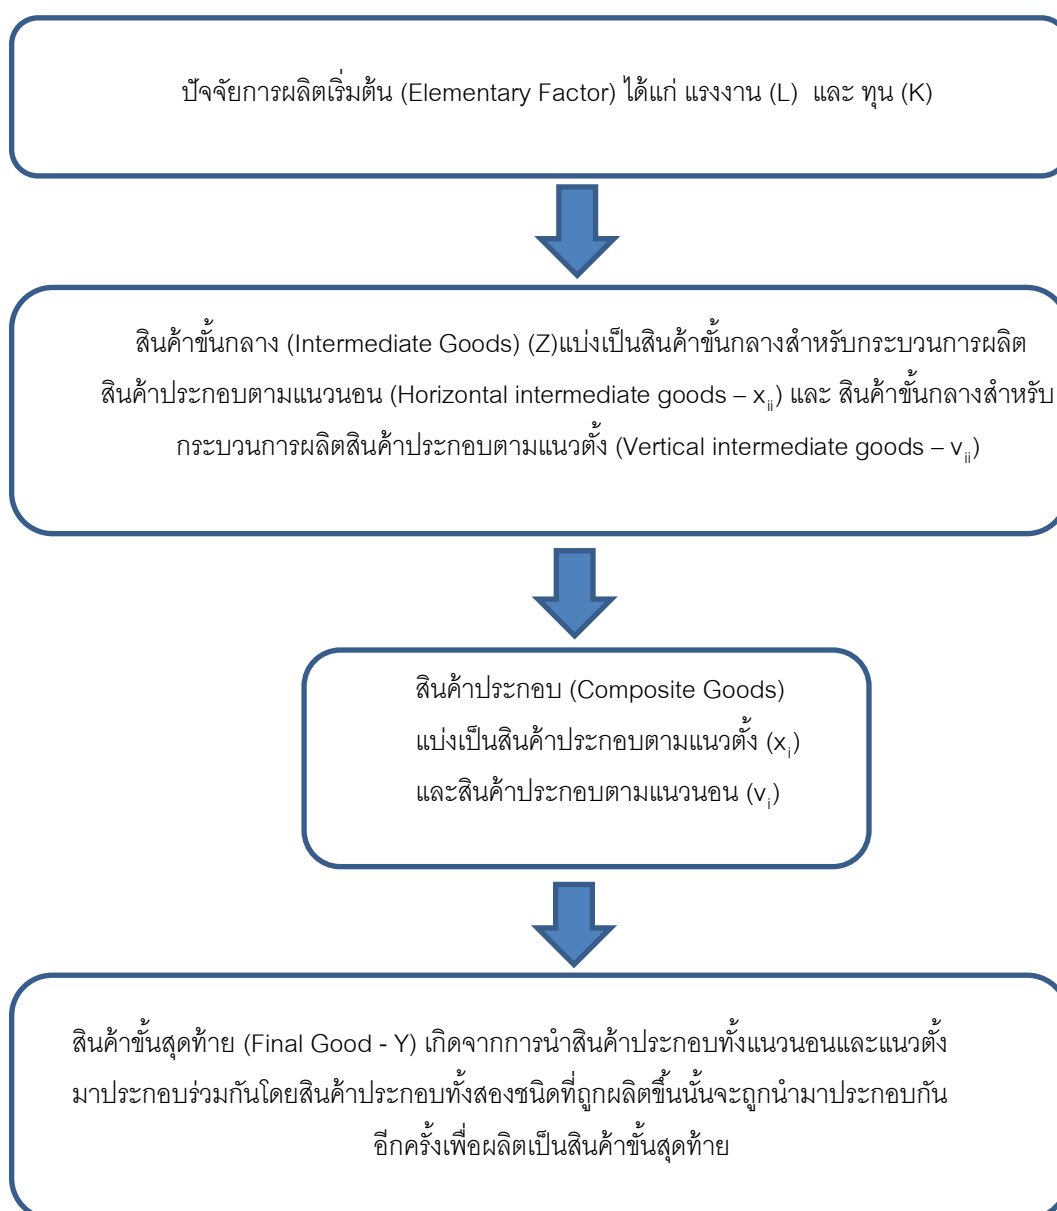 ปัจจัยการผลิตเริ่มต้น (Elementary Factor) ได้แก่ แรงงาน (L) และ ทุน (K)
สินค้าขั้นกลาง (Intermediate Goods) (Z)แบ่งเป็นสินค้าขั้นกลางสำหรับกระบวนการผลิต
สินค้าประกอบตามแนวนอน (Horizontal intermediate goods – xᵢᵢ) และ สินค้าขั้นกลางสำหรับ
กระบวนการผลิตสินค้าประกอบตามแนวตั้ง (Vertical intermediate goods – vᵢᵢ)
สินค้าประกอบ (Composite Goods)
แบ่งเป็นสินค้าประกอบตามแนวตั้ง (xᵢ)
และสินค้าประกอบตามแนวนอน (vᵢ)
สินค้าขั้นสุดท้าย (Final Good - Y) เกิดจากการนำสินค้าประกอบทั้งแนวนอนและแนวตั้ง
มาประกอบร่วมกันโดยสินค้าประกอบทั้งสองชนิดที่ถูกผลิตขึ้นนั้นจะถูกนำมาประกอบกัน
อีกครั้งเพื่อผลิตเป็นสินค้าขั้นสุดท้าย